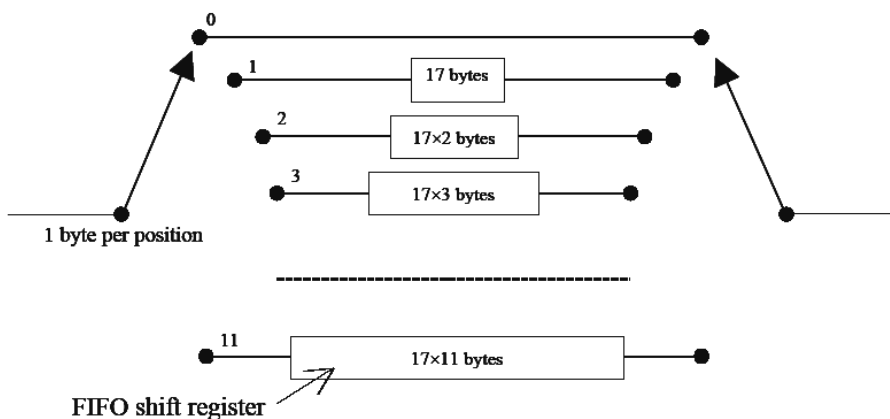 0
1
17 bytes
2
17×2 bytes
3
17×3 bytes
1 byte per position
11
17×11 bytes
FIFO shift register